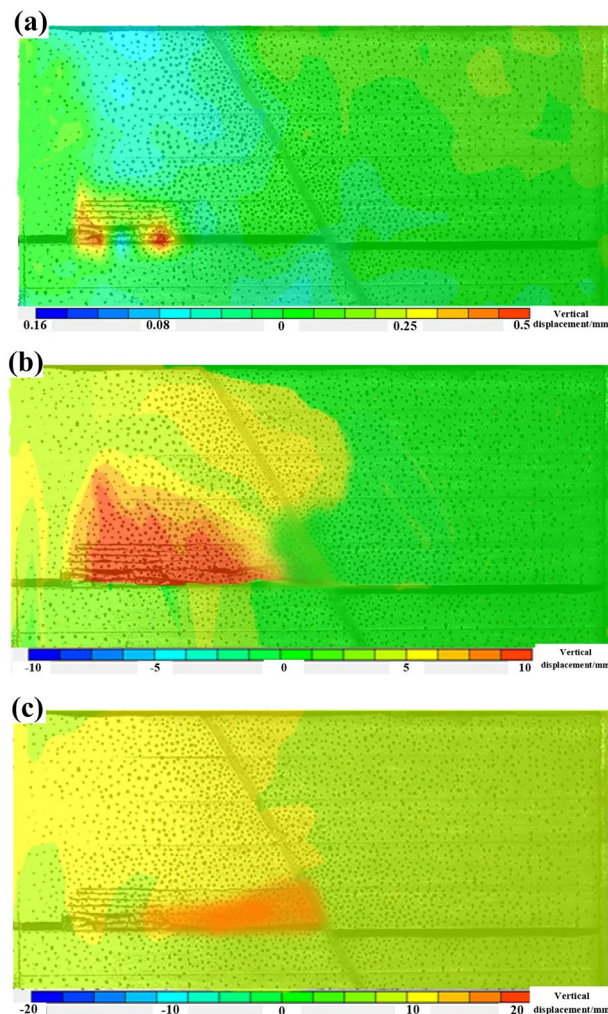 (a)
0.16 0.08 0 0.25 0.5 Vertical displacement/mm
(b)
-10 -5 0 5 10 Vertical displacement/mm
(c)
-20 -10 0 10 20 Vertical displacement/mm